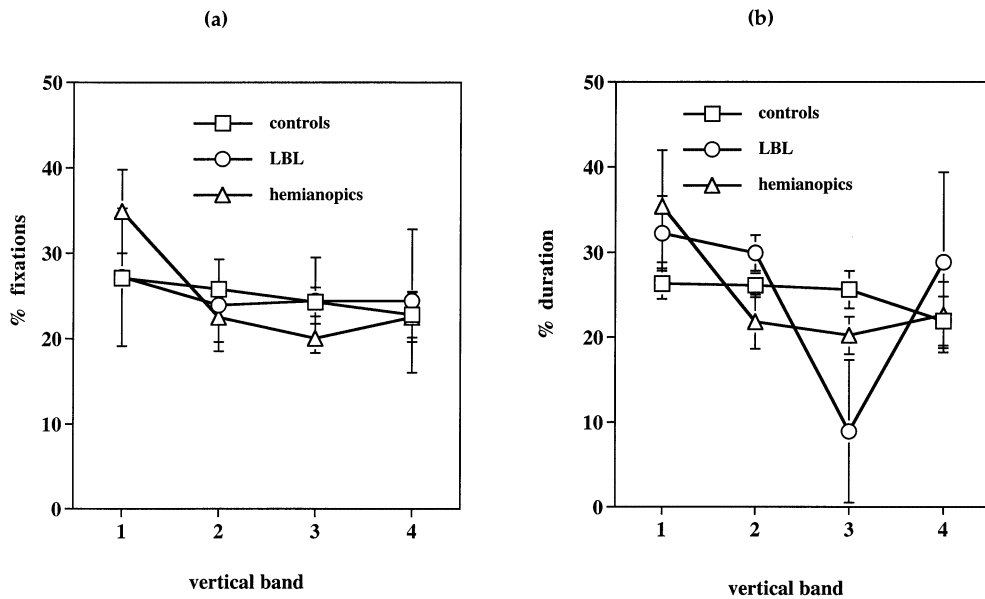 (a)
50
40
30
20
10
0
% fixations
controls
LBL
hemianopics
1 2 3 4
vertical band
(b)
50
40
30
20
10
0
% duration
controls
LBL
hemianopics
1 2 3 4
vertical band